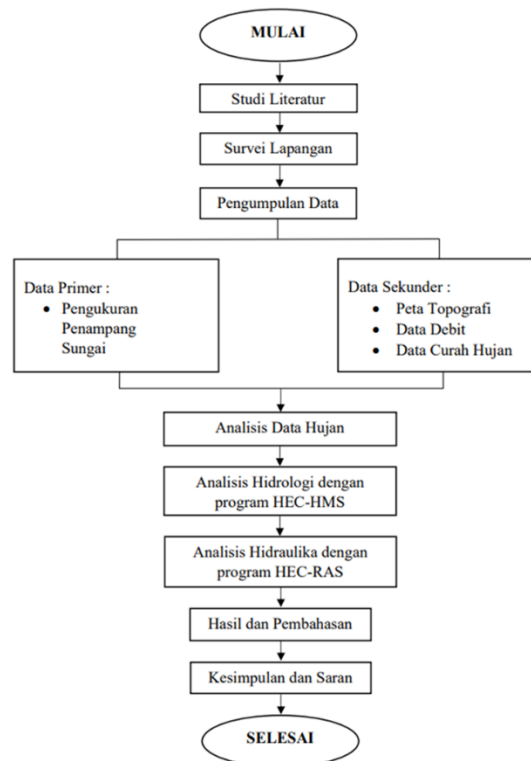 MULAI
Studi Literatur
Survei Lapangan
Pengumpulan Data
Data Primer :
• Pengukuran
Penampang
Sungai
Data Sekunder :
• Peta Topografi
• Data Debit
• Data Curah Hujan
Analisis Data Hujan
Analisis Hidrologi dengan
program HEC-HMS
Analisis Hidraulika dengan
program HEC-RAS
Hasil dan Pembahasan
Kesimpulan dan Saran
SELESAI